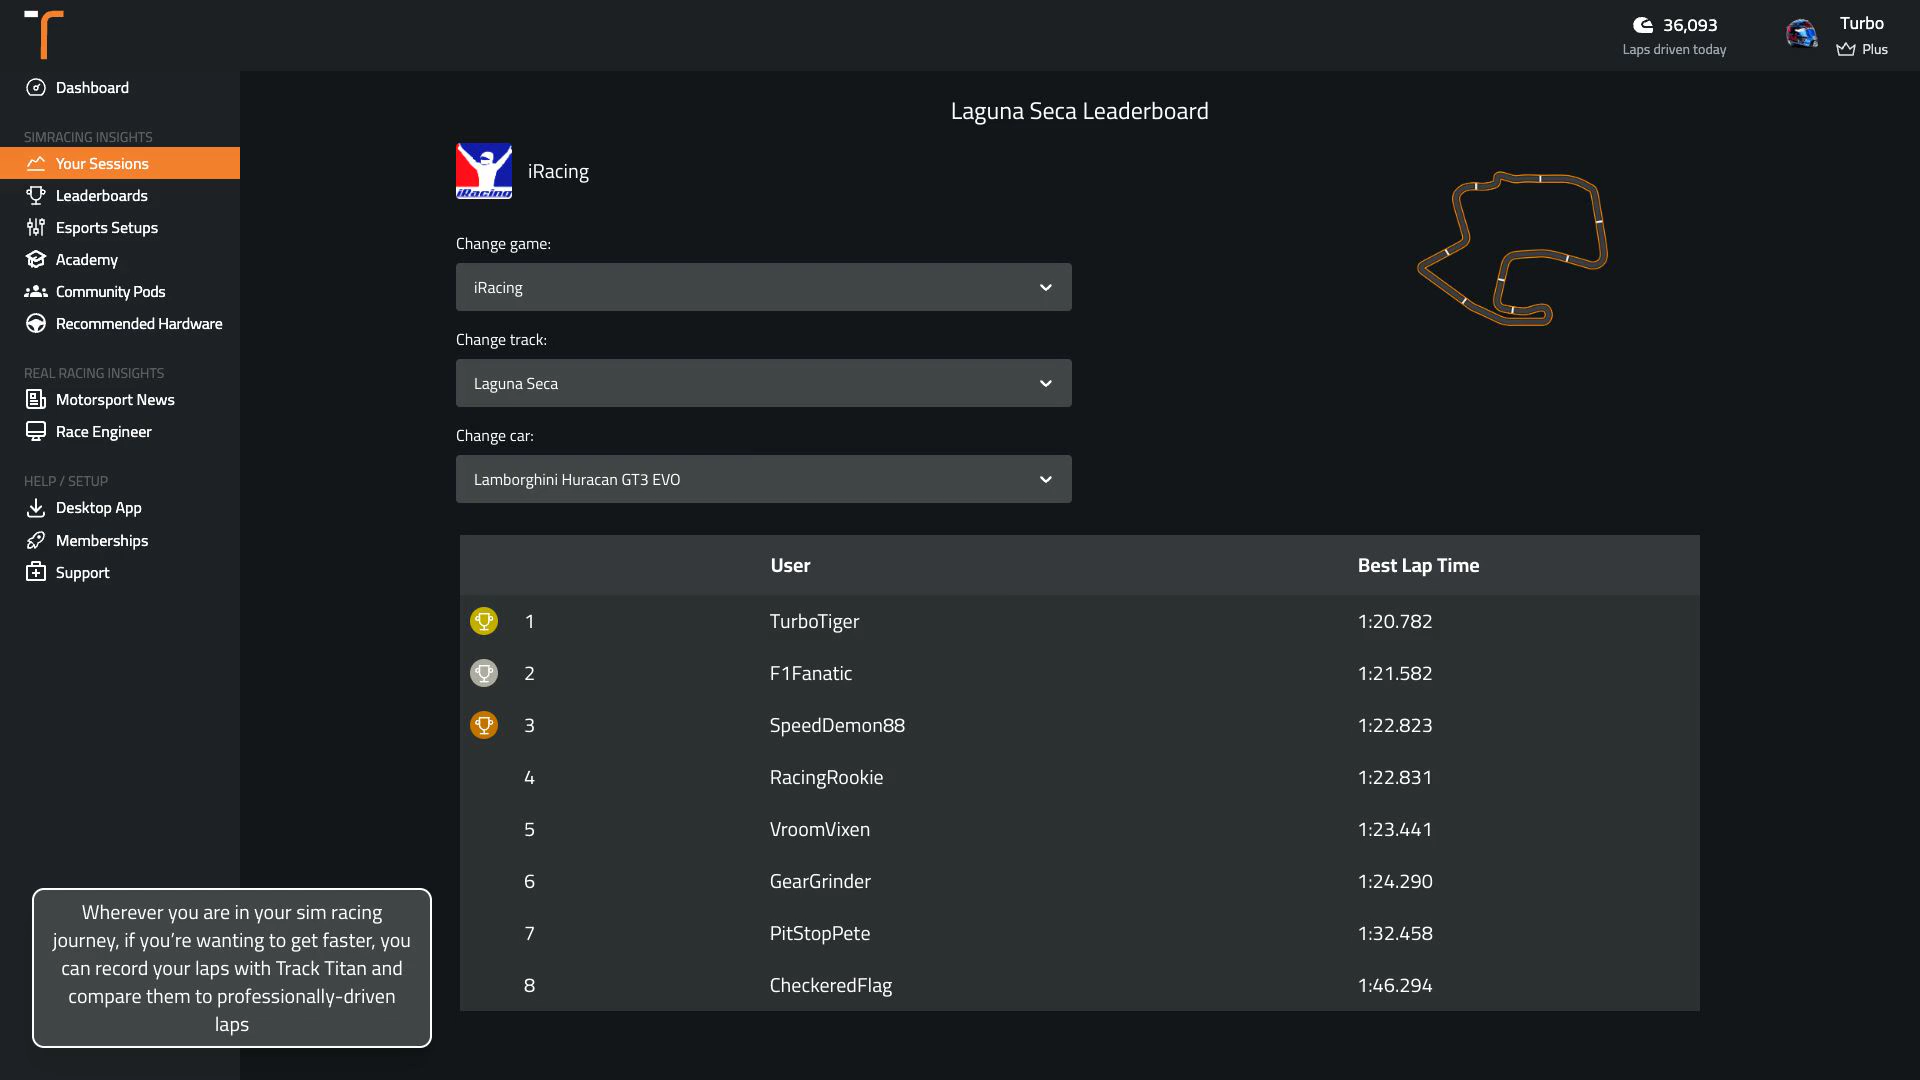 36,093
Laps driven today
Turbo
Plus
Dashboard
SIMRACING INSIGHTS
Your Sessions
Leaderboards
Esports Setups
Academy
Community Pods
Recommended Hardware
REAL RACING INSIGHTS
Motorsport News
Race Engineer
HELP / SETUP
Desktop App
Memberships
Support
Laguna Seca Leaderboard
iRacing
iRacing
Change game:
iRacing
Change track:
Laguna Seca
Change car:
Lamborghini Huracan GT3 EVO
User Best Lap Time
1 TurboTiger 1:20.782
2 F1Fanatic 1:21.582
3 SpeedDemon88 1:22.823
4 RacingRookie 1:22.831
5 VroomVixen 1:23.441
6 GearGrinder 1:24.290
7 PitStopPete 1:32.458
8 CheckeredFlag 1:46.294
Wherever you are in your sim racing
journey, if you’re wanting to get faster, you
can record your laps with Track Titan and
compare them to professionally-driven
laps